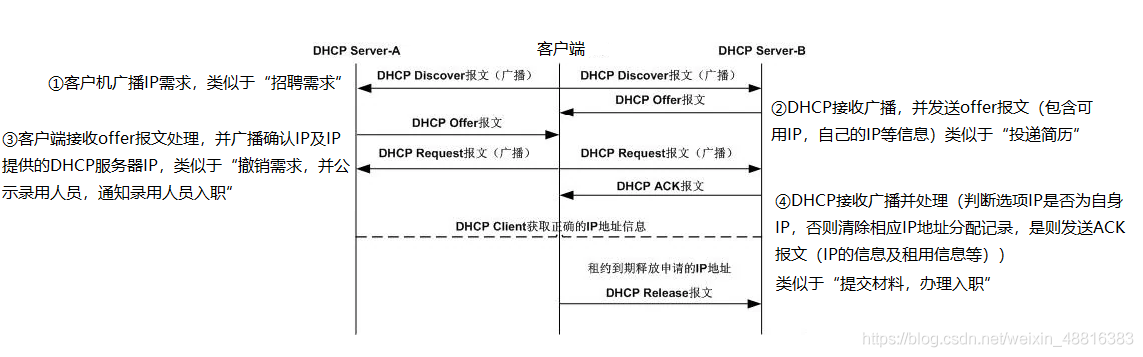 DHCP Server-A
客户端
DHCP Server-B
①客户机广播IP需求，类似于“招聘需求”
DHCP Discover报文（广播）
DHCP Discover报文（广播）
DHCP Offer报文
②DHCP接收广播，并发送offer报文（包含可
用IP，自己的IP等信息）类似于“投递简历”
③客户端接收offer报文处理，并广播确认IP及IP
提供的DHCP服务器IP，类似于“撤销需求，并公
示录用人员，通知录用人员入职”
DHCP Offer报文
DHCP Request报文（广播）
DHCP Request报文（广播）
DHCP ACK报文
④DHCP接收广播并处理（判断选项IP是否为自身
IP，否则清除相应IP地址分配记录，是则发送ACK
报文（IP的信息及租用信息等））
类似于“提交材料，办理入职”
DHCP Client获取正确的IP地址信息
租约到期释放申请的IP地址
DHCP Release报文
https://blog.csdn.net/weixin_48816383